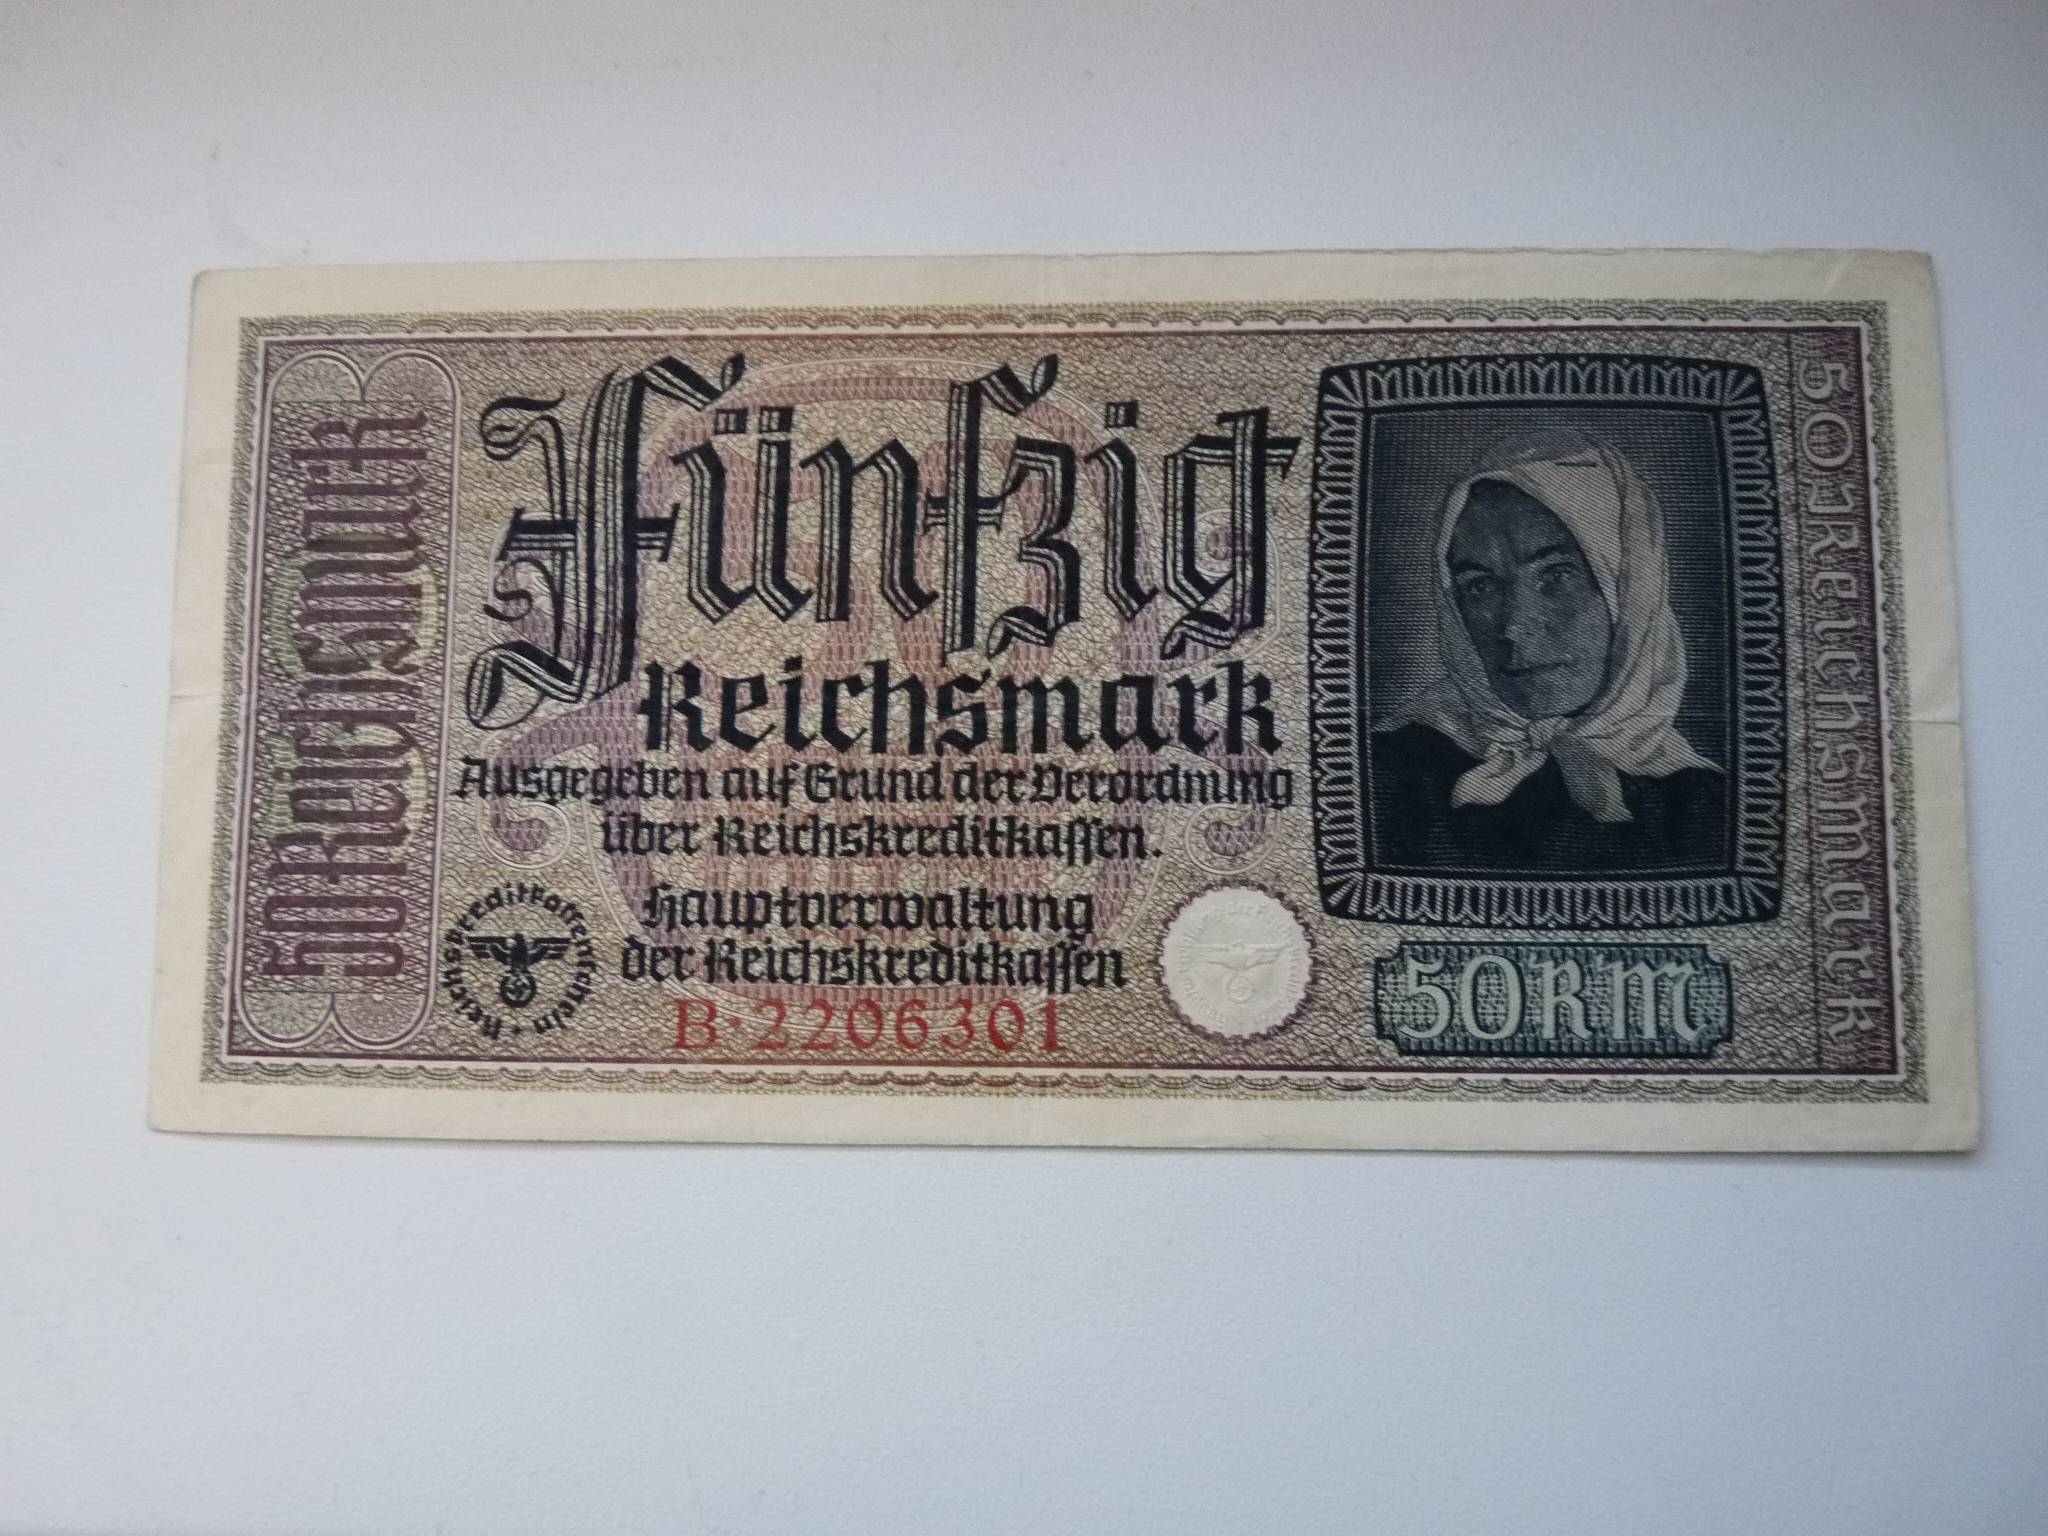 50 Reichsmark
Fünfzig
Reichsmark
Ausgegeben auf Grund der Verordnung
über Reichskreditkassen.
Hauptverwaltung
der Reichskreditkassen
B·2206301
Reichskreditkassenschein
50 RM
50 Reichsmark